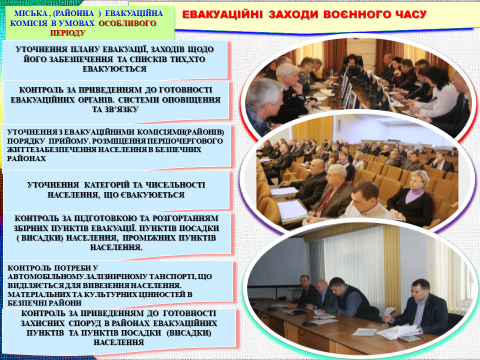 МІСЬКА , (РАЙОННА ) ЕВАКУАЦІЙНА
КОМІСІЯ В УМОВАХ ОСОБЛИВОГО
ПЕРІОДУ
ЕВАКУАЦІЙНІ ЗАХОДИ ВОЄННОГО ЧАСУ
УТОЧНЕННЯ ПЛАНУ ЕВАКУАЦІЇ, ЗАХОДІВ ЩОДО
ЙОГО ЗАБЕЗПЕЧЕННЯ ТА СПИСКІВ ТИХ,ХТО
ЕВАКУЮЄТЬСЯ
КОНТРОЛЬ ЗА ПРИВЕДЕННЯМ ДО ГОТОВНОСТІ
ЕВАКУАЦІЙНИХ ОРГАНІВ. СИСТЕМИ ОПОВІЩЕННЯ
ТА ЗВ'ЯЗКУ
УТОЧНЕННЯ З ЕВАКУАЦІЙНИМИ КОМІСІЯМИ(РАЙОНІВ)
ПОРЯДКУ ПРИЙОМУ. РОЗМІЩЕННЯ ПЕРШОЧЕРГОВОГО
ЖИТТЕЗАБЕЗПЕЧЕННЯ НАСЕЛЕННЯ В БЕЗПЕЧНИХ
РАЙОНАХ
УТОЧНЕННЯ КАТЕГОРІЙ ТА ЧИСЕЛЬНОСТІ
НАСЕЛЕННЯ, ЩО ЄВАКУЮЕТЬСЯ
КОНТРОЛЬ ЗА ПІДГОТОВКОЮ ТА РОЗГОРТАННЯМ
ЗБІРНИХ ПУНКТІВ ЕВАКУАЦІЇ. ПУНКТІВ ПОСАДКИ
( ВИСАДКИ) НАСЕЛЕННЯ, ПРОМІЖНИХ ПУНКТІВ
НАСЕЛЕННЯ.
КОНТРОЛЬ ПОТРЕБИ У
АВТОМОБІЛЬНОМУ.ЗАЛІЗНИЧНОМУ ТАНСПОРТІ, ЩО
ВИДІЛЯЄТЬСЯ ДЛЯ ВИВЕЗЕННЯ НАСЕЛЕННЯ.
МАТЕРІАЛЬНИХ ТА КУЛЬТУРНИХ ЦІННОСТЕЙ В
БЕЗПЕЧНІ РАЙОНИ
КОНТРОЛЬ ЗА ПРИВЕДЕННЯМ ДО ГОТОВНОСТІ
ЗАХИСНИХ СПОРУД В РАЙОНАХ ЕВАКУАЦІЙНИХ
ПУНКТІВ ТА ПУНКТІВ ПОСАДКИ (ВИСАДКИ)
НАСЕЛЕННЯ